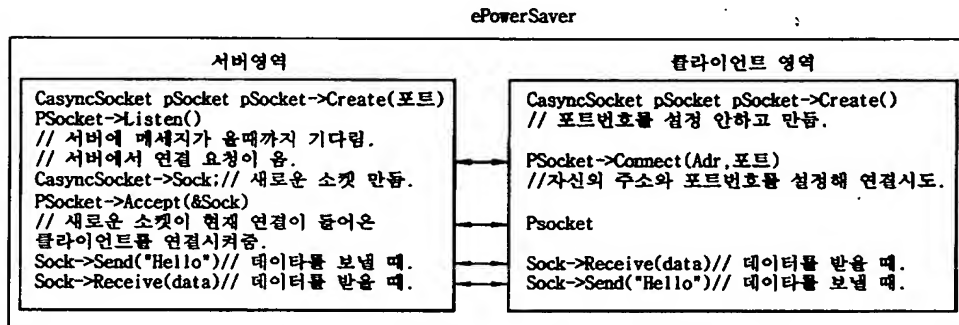 ePowerSaver
서버영역
CasyncSocket pSocket pSocket->Create(포트)
PSocket->Listen()
// 서버에 메세지가 올때까지 기다림.
// 서버에서 연결 요청이 옴.
CasyncSocket->Sock;// 새로운 소켓 만듬.
PSocket->Accept(&Sock)
// 새로운 소켓이 현재 연결이 들어온
클라이언트를 연결시켜줌.
Sock->Send("Hello")// 데이타를 보낼 때.
Sock->Receive(data)// 데이터를 받을 때.
클라이언트 영역
CasyncSocket pSocket pSocket->Create()
// 포트번호를 설정 안하고 만듬.
PSocket->Connect(Adr,포트)
//자신의 주소와 포트번호를 설정해 연결시도.
Psocket
Sock->Receive(data)// 데이터를 받을 때.
Sock->Send("Hello")// 데이타를 보낼 때.